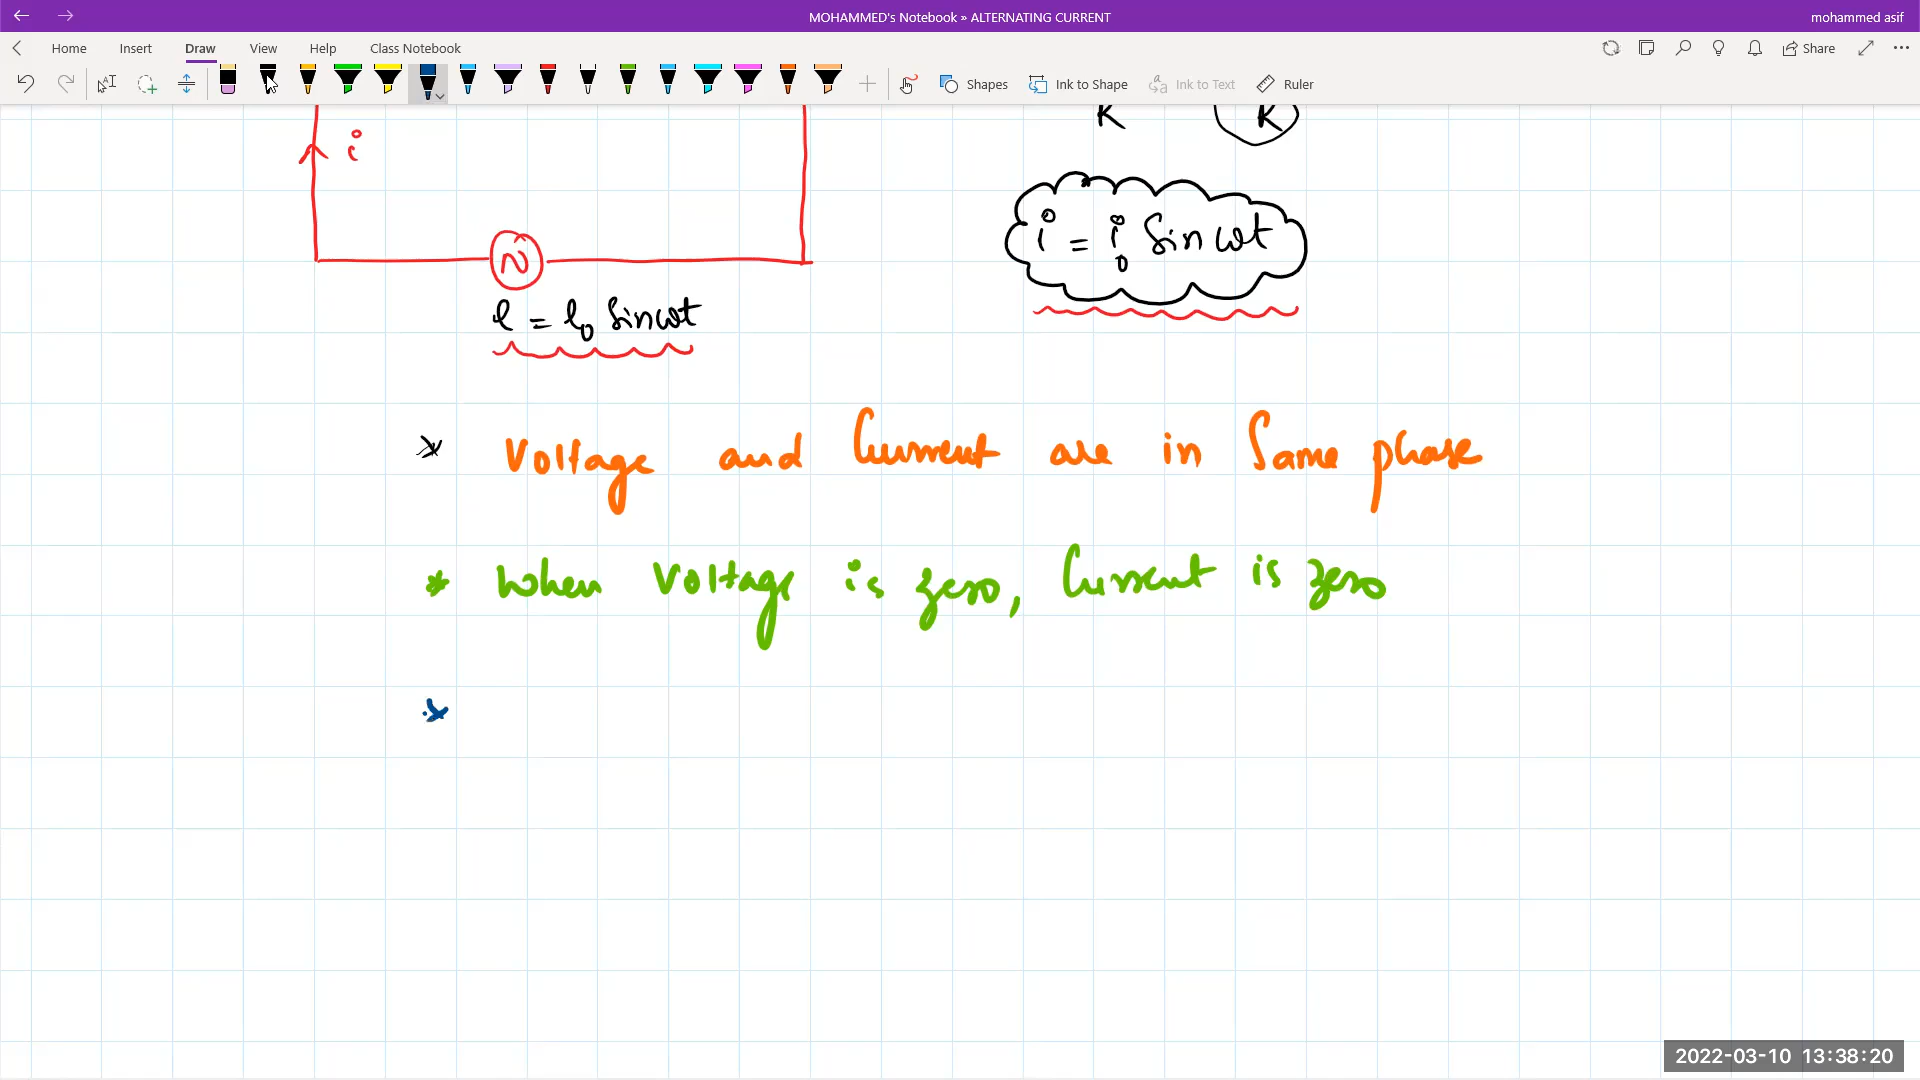 MOHAMMED's Notebook » ALTERNATING CURRENT
mohammed asif
Home Insert Draw View Help Class Notebook
Share
Shapes Ink to Shape Ink to Text Ruler
R R
i
i = i₀ Sin ωt
N
e = e₀ Sin ωt
* Voltage and Current are in Same phase
* When Voltage is zero, Current is zero
*
2022-03-10 13:38:20